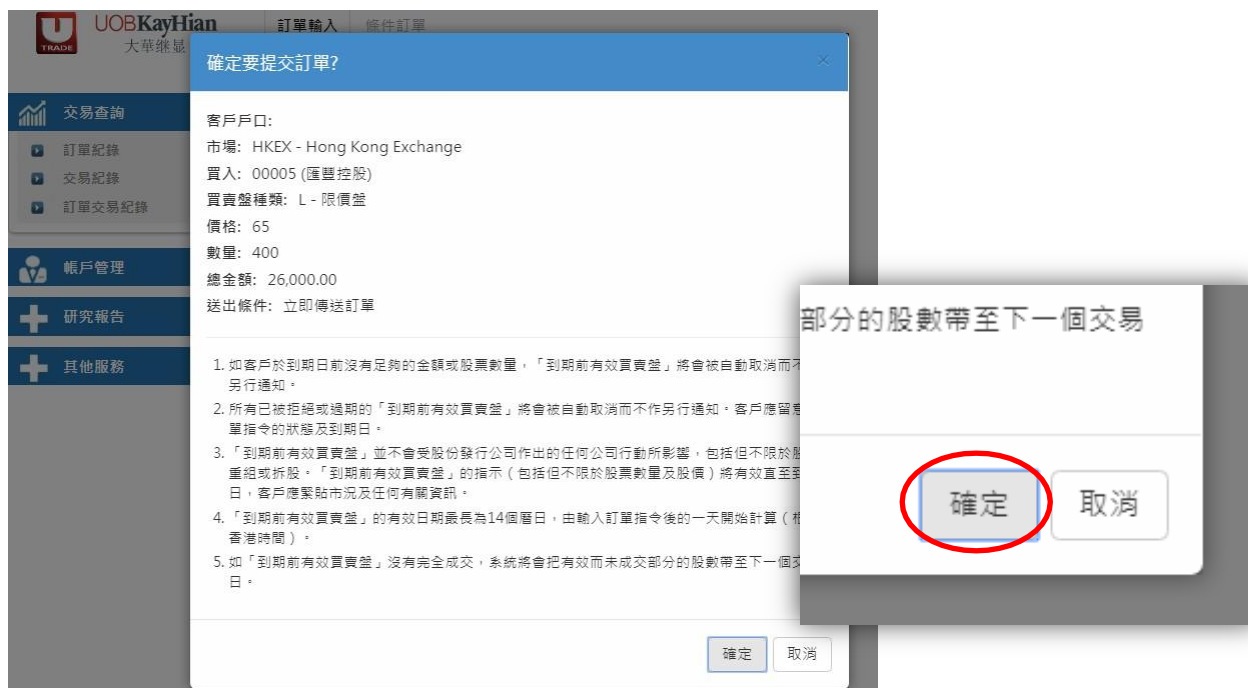 UOBKayHian
大華继显
TRADE
訂單輸入
條件訂單
交易查詢
訂單紀錄
交易紀錄
訂單交易紀錄
帳戶管理
研究報告
其他服務
確定要提交訂單?
×
客戶戶口:
市場: HKEX - Hong Kong Exchange
買入: 00005 (匯豐控股)
買賣盤種類: L - 限價盤
價格: 65
數量: 400
總金額: 26,000.00
送出條件: 立即傳送訂單
1. 如客戶於到期日前沒有足夠的金額或股票數量，「到期前有效買賣盤」將會被自動取消而不
另行通知。
2. 所有已被拒絕或過期的「到期前有效買賣盤」將會被自動取消而不作另行通知。客戶應留意
單指令的狀態及到期日。
3. 「到期前有效買賣盤」並不會受股份發行公司作出的任何公司行動所影響，包括但不限於股
重組或拆股。「到期前有效買賣盤」的指示（包括但不限於股票數量及股價）將有效直至到
日，客戶應緊貼市況及任何有關資訊。
4. 「到期前有效買賣盤」的有效日期最長為14個曆日，由輸入訂單指令後的一天開始計算（根
香港時間）。
5. 如「到期前有效買賣盤」沒有完全成交，系統將會把有效而未成交部分的股數帶至下一個交
日。
確定
取消
部分的股數帶至下一個交易
確定
取消